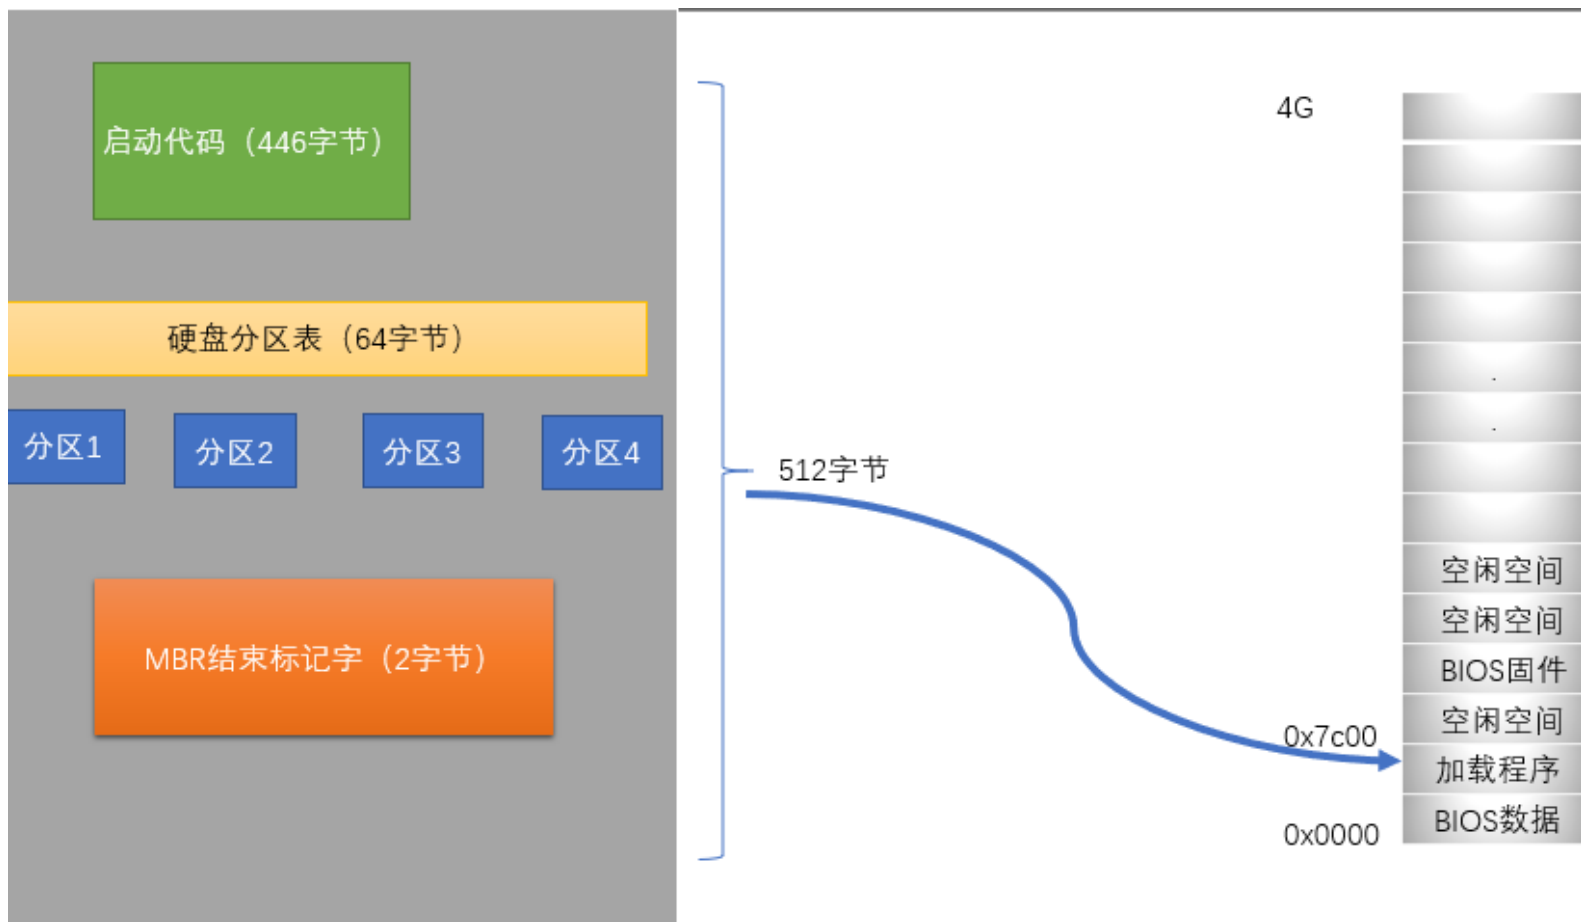 启动代码（446字节）
硬盘分区表（64字节）
分区1
分区2
分区3
分区4
MBR结束标记字（2字节）
512字节
4G
.
.
空闲空间
空闲空间
BIOS固件
空闲空间
0x7c00
加载程序
BIOS数据
0x0000